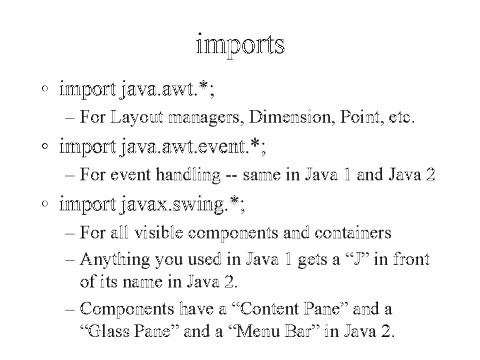 imports
◦ import java.awt.*;
– For Layout managers, Dimension, Point, etc.
◦ import java.awt.event.*;
– For event handling -- same in Java 1 and Java 2
◦ import javax.swing.*;
– For all visible components and containers
– Anything you used in Java 1 gets a “J” in front
of its name in Java 2.
– Components have a “Content Pane” and a
“Glass Pane” and a “Menu Bar” in Java 2.